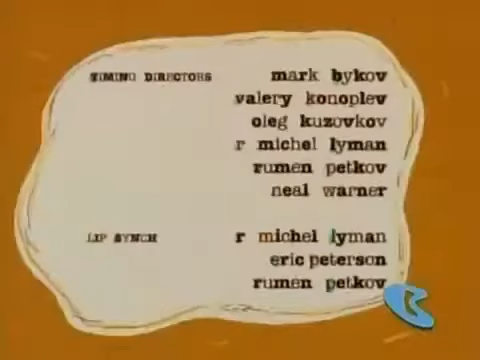 TIMING DIRECTORS mark bykov
valery konoplev
oleg kuzovkov
r michel lyman
rumen petkov
neal warner
LIP SYNCH r michel lyman
eric peterson
rumen petkov